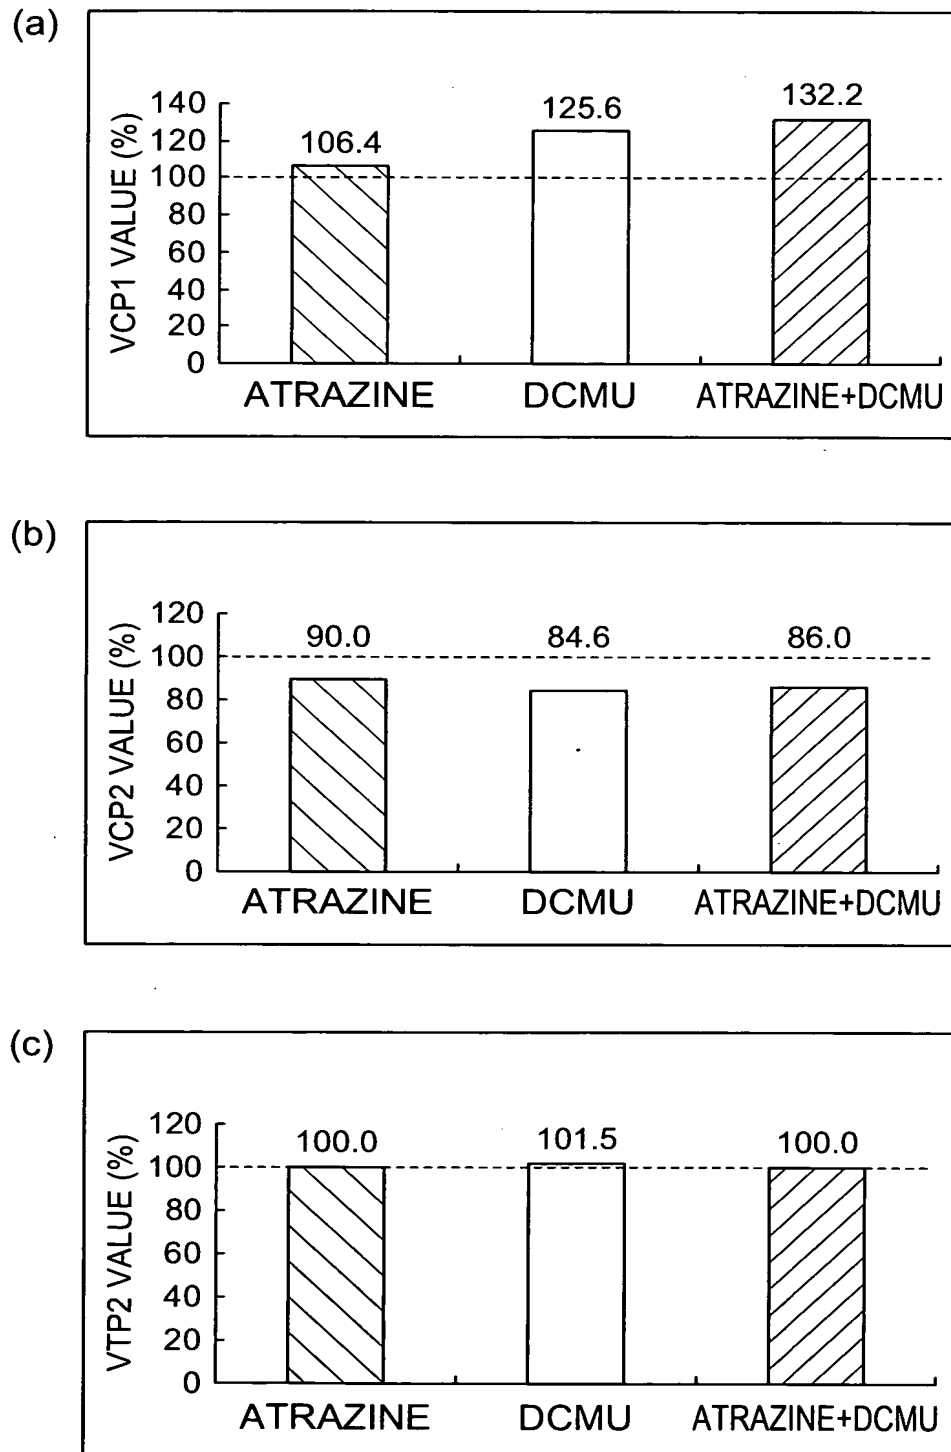 (a)
VCP1 VALUE (%)
140
120
100
80
60
40
20
0
106.4
125.6
132.2
ATRAZINE
DCMU
ATRAZINE+DCMU
(b)
VCP2 VALUE (%)
120
100
80
60
40
20
0
90.0
84.6
86.0
ATRAZINE
DCMU
ATRAZINE+DCMU
(c)
VTP2 VALUE (%)
120
100
80
60
40
20
0
100.0
101.5
100.0
ATRAZINE
DCMU
ATRAZINE+DCMU